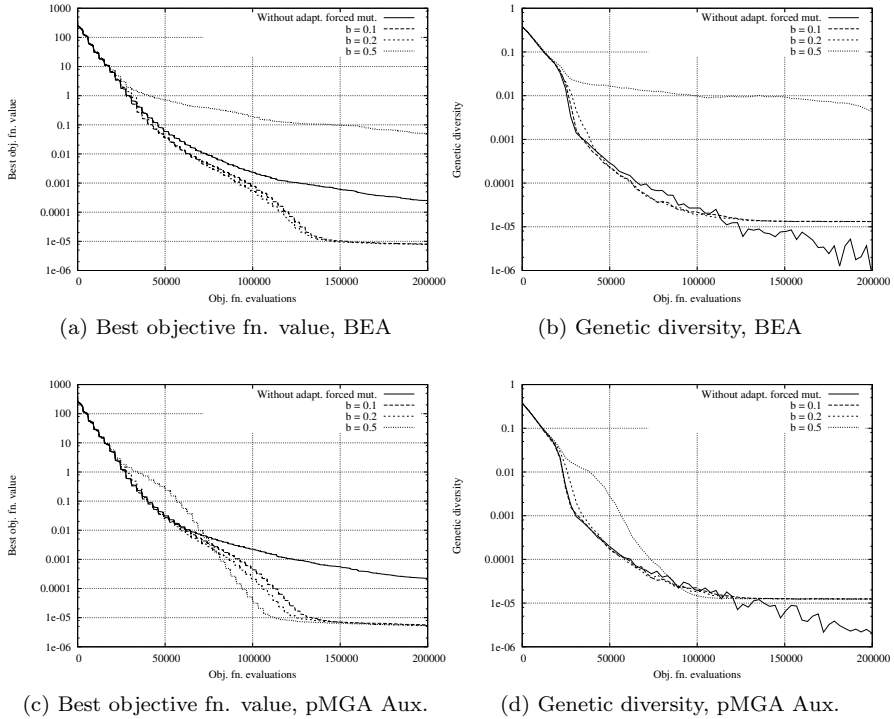 1000
100
10
1
0.1
0.01
0.001
0.0001
1e-05
1e-06
0
50000
100000
150000
200000
Best obj. fn. value
Obj. fn. evaluations
Without adapt. forced mut.
b = 0.1
b = 0.2
b = 0.5
(a) Best objective fn. value, BEA
1
0.1
0.01
0.001
0.0001
1e-05
1e-06
0
50000
100000
150000
200000
Genetic diversity
Obj. fn. evaluations
Without adapt. forced mut.
b = 0.1
b = 0.2
b = 0.5
(b) Genetic diversity, BEA
1000
100
10
1
0.1
0.01
0.001
0.0001
1e-05
1e-06
0
50000
100000
150000
200000
Best obj. fn. value
Obj. fn. evaluations
Without adapt. forced mut.
b = 0.1
b = 0.2
b = 0.5
(c) Best objective fn. value, pMGA Aux.
1
0.1
0.01
0.001
0.0001
1e-05
1e-06
0
50000
100000
150000
200000
Genetic diversity
Obj. fn. evaluations
Without adapt. forced mut.
b = 0.1
b = 0.2
b = 0.5
(d) Genetic diversity, pMGA Aux.